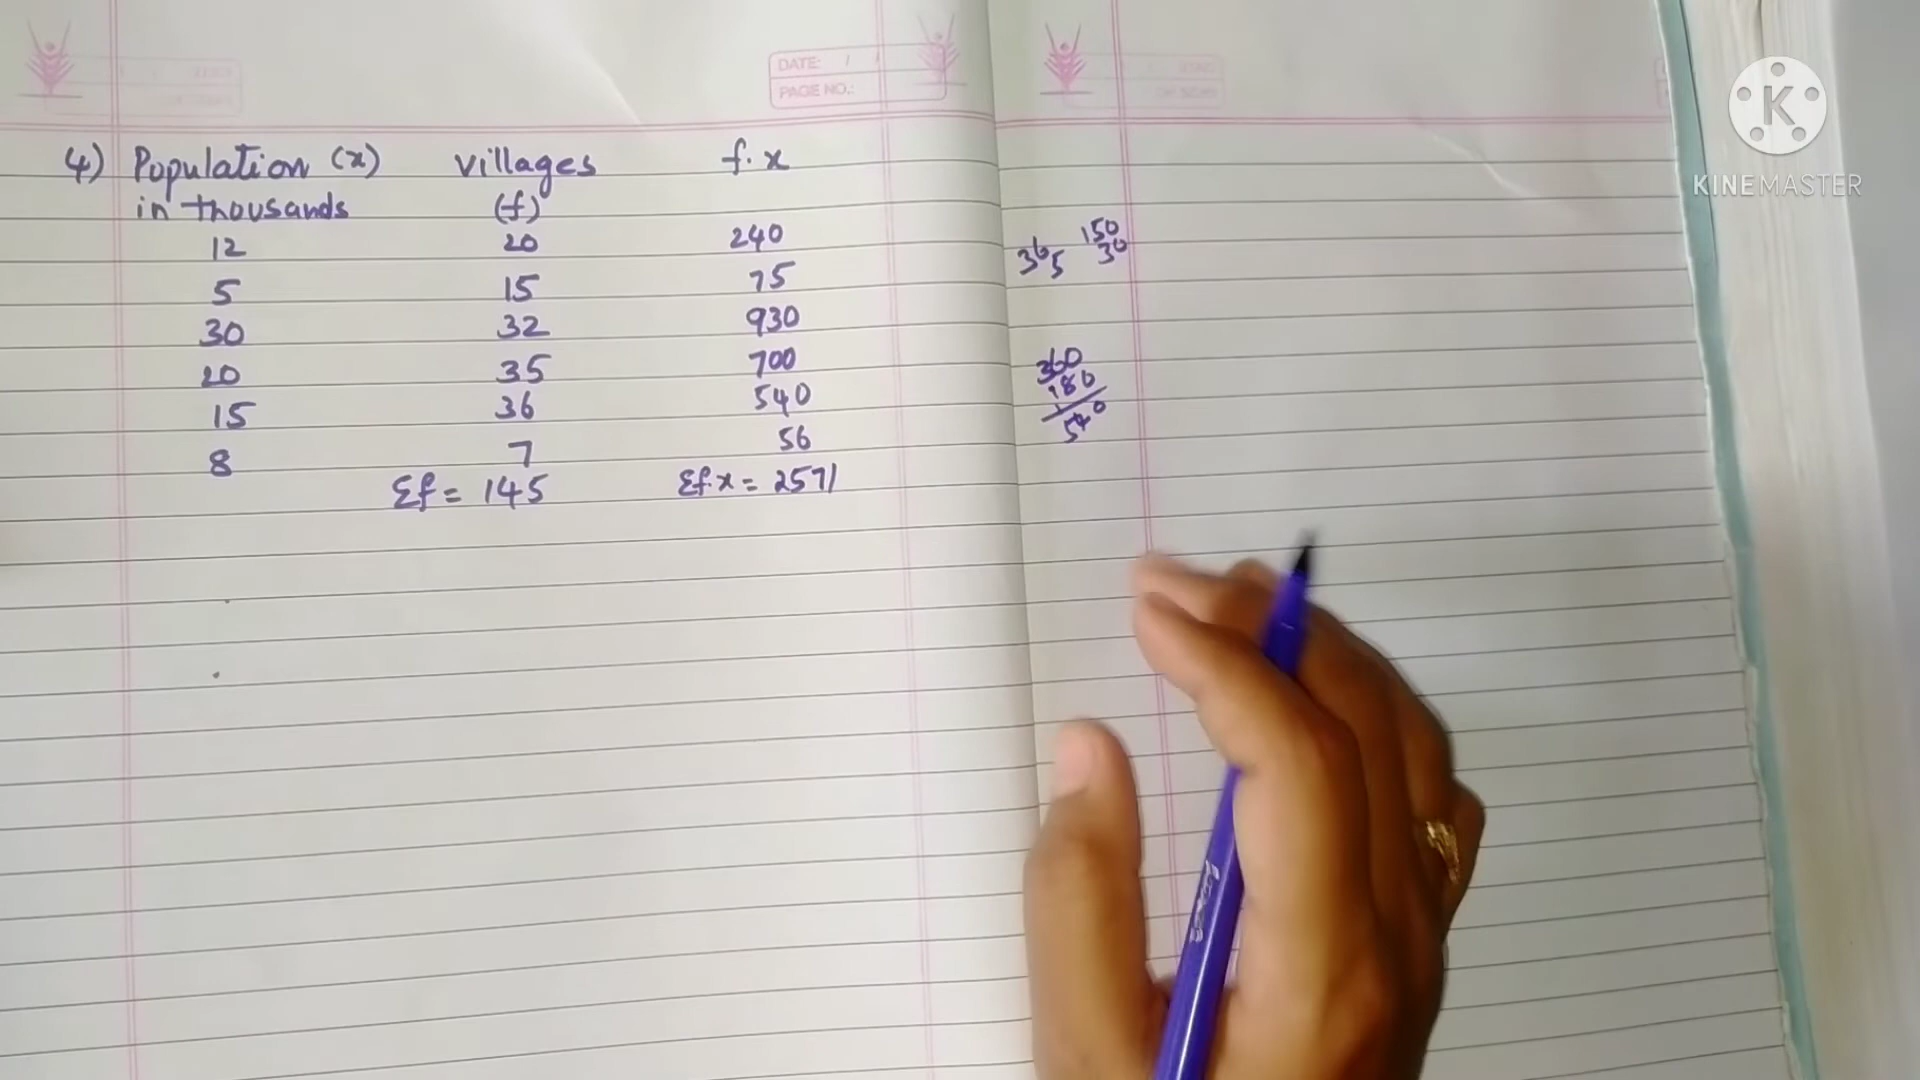 DATE: / /
PAGE NO.:
K
KINEMASTER
4) Population (x) villages f.x
in thousands (f)
12 20 240
5 15 75
30 32 930
20 35 700
15 36 540
8 7 56
Σf = 145 Σf.x = 2571
36 150
5 30
360
180
540